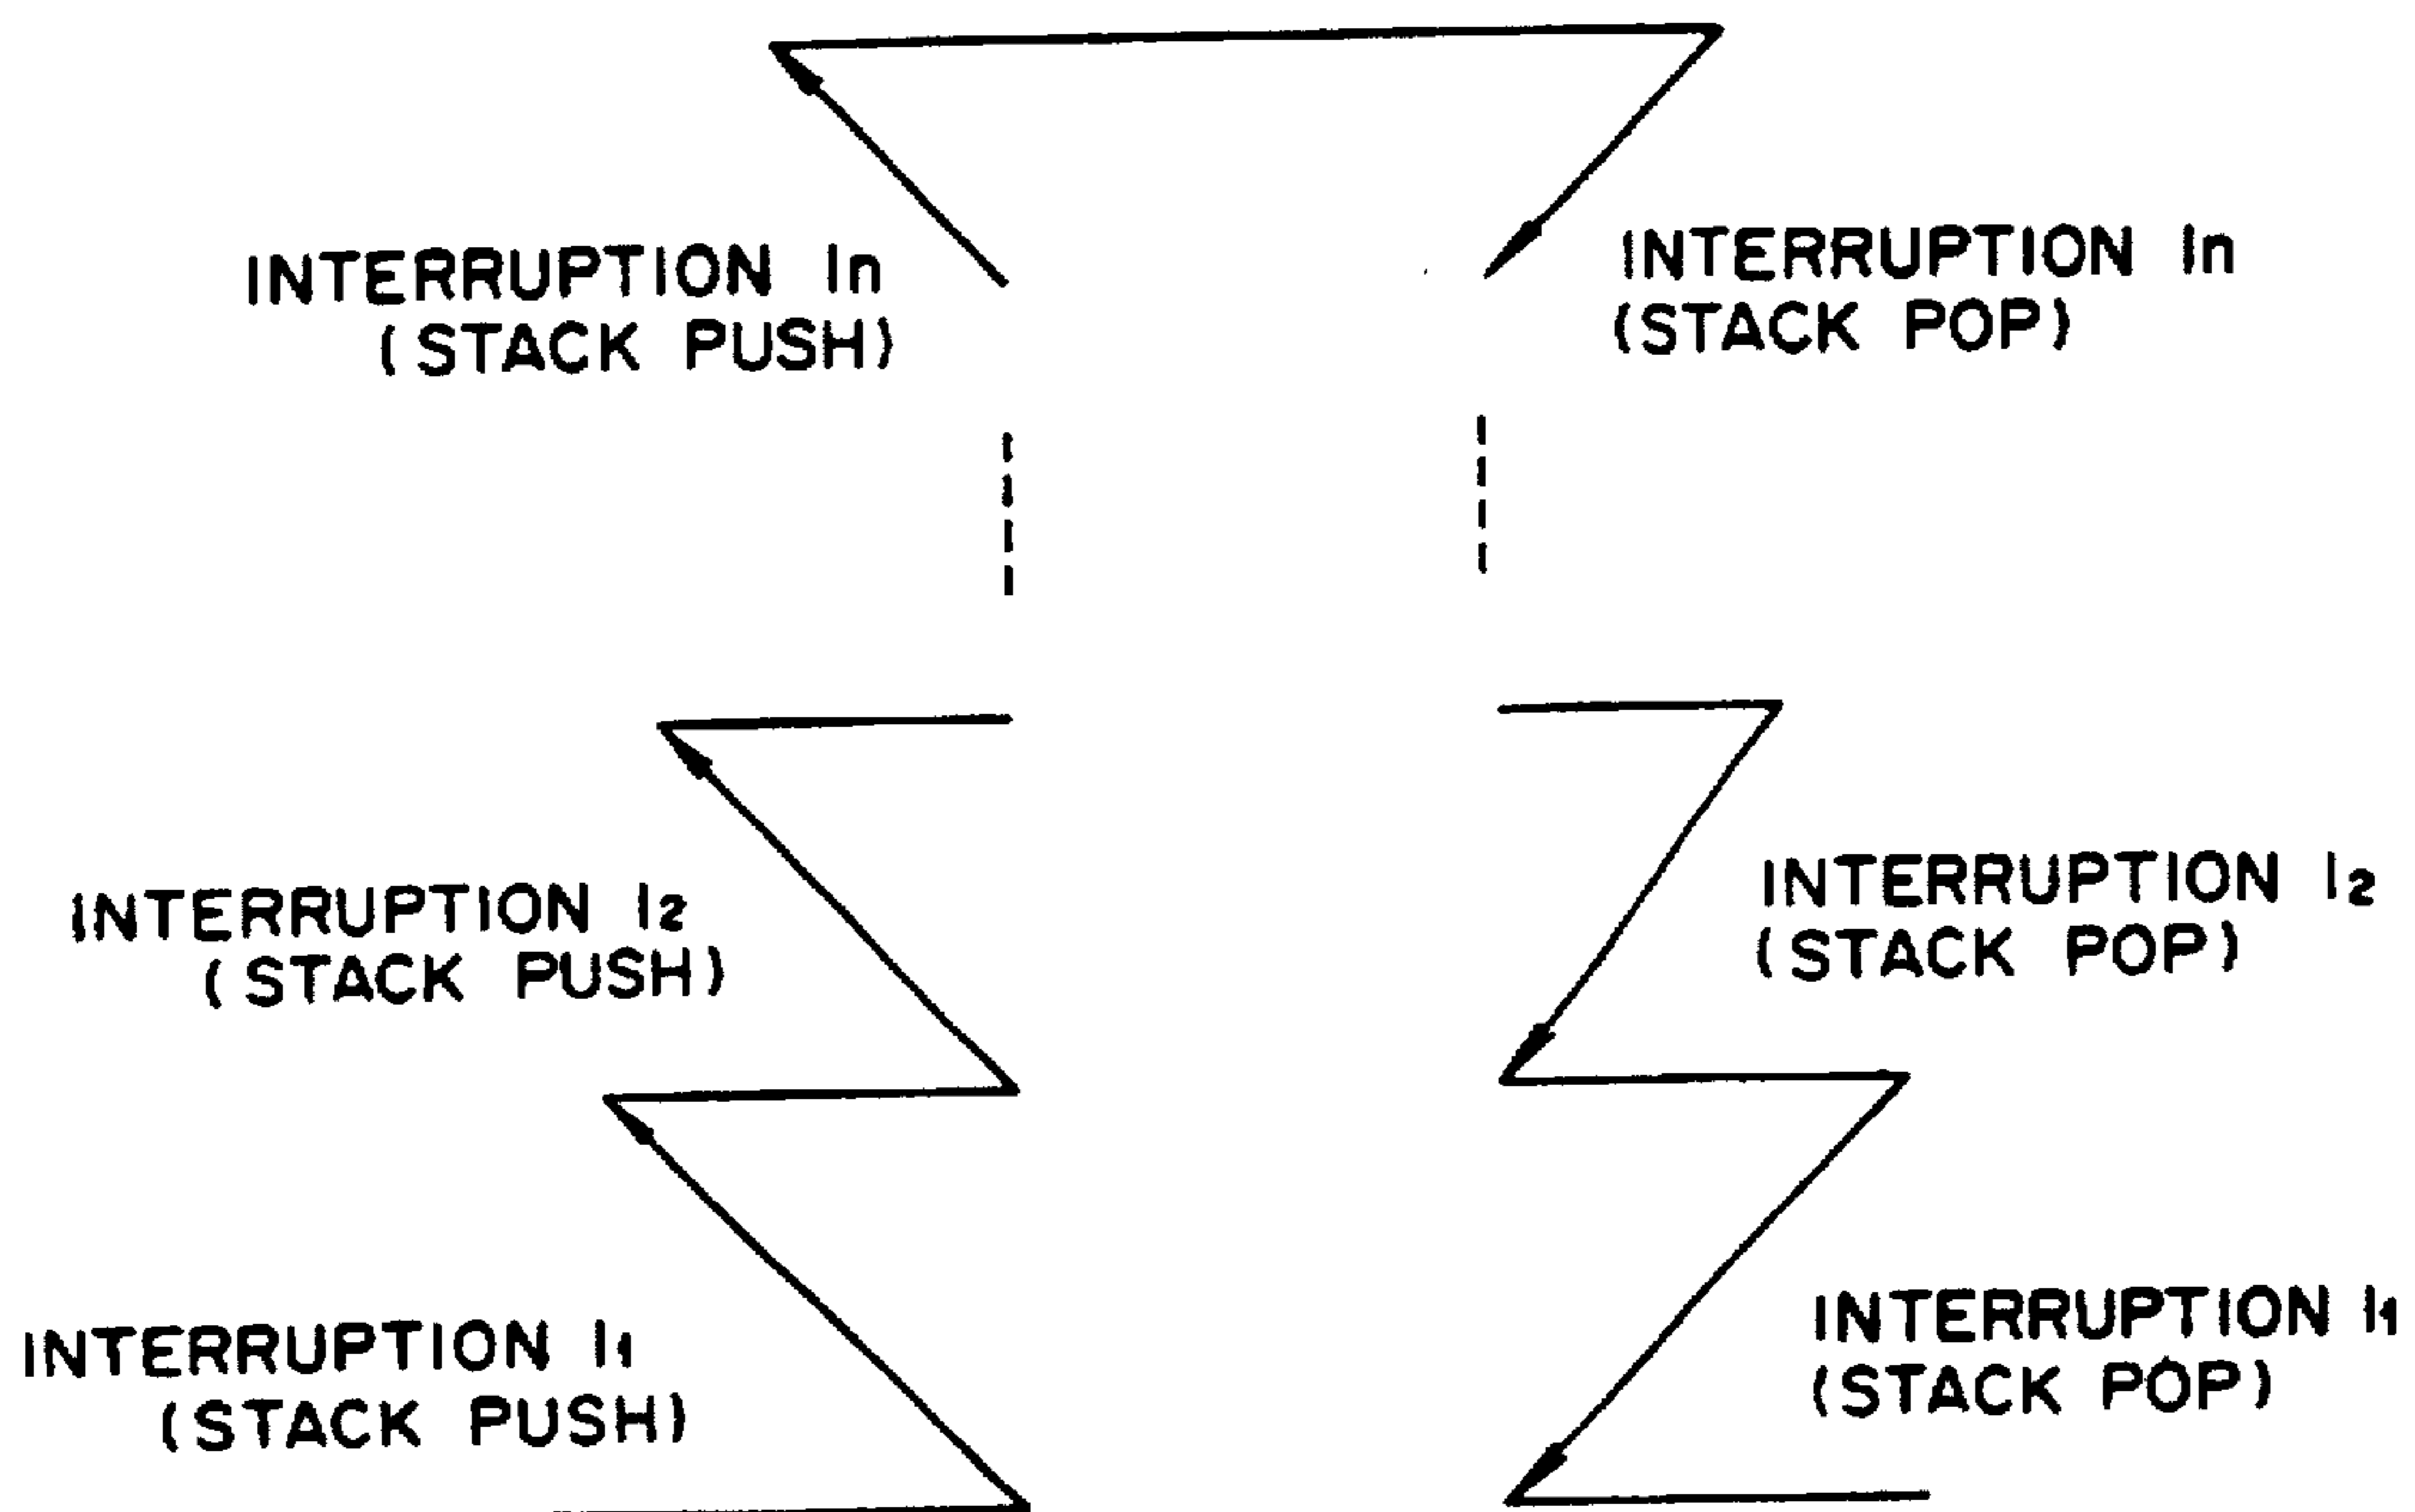 INTERRUPTION In
(STACK PUSH)
INTERRUPTION In
(STACK POP)
INTERRUPTION I2
(STACK PUSH)
INTERRUPTION I2
(STACK POP)
INTERRUPTION I1
(STACK PUSH)
INTERRUPTION I1
(STACK POP)